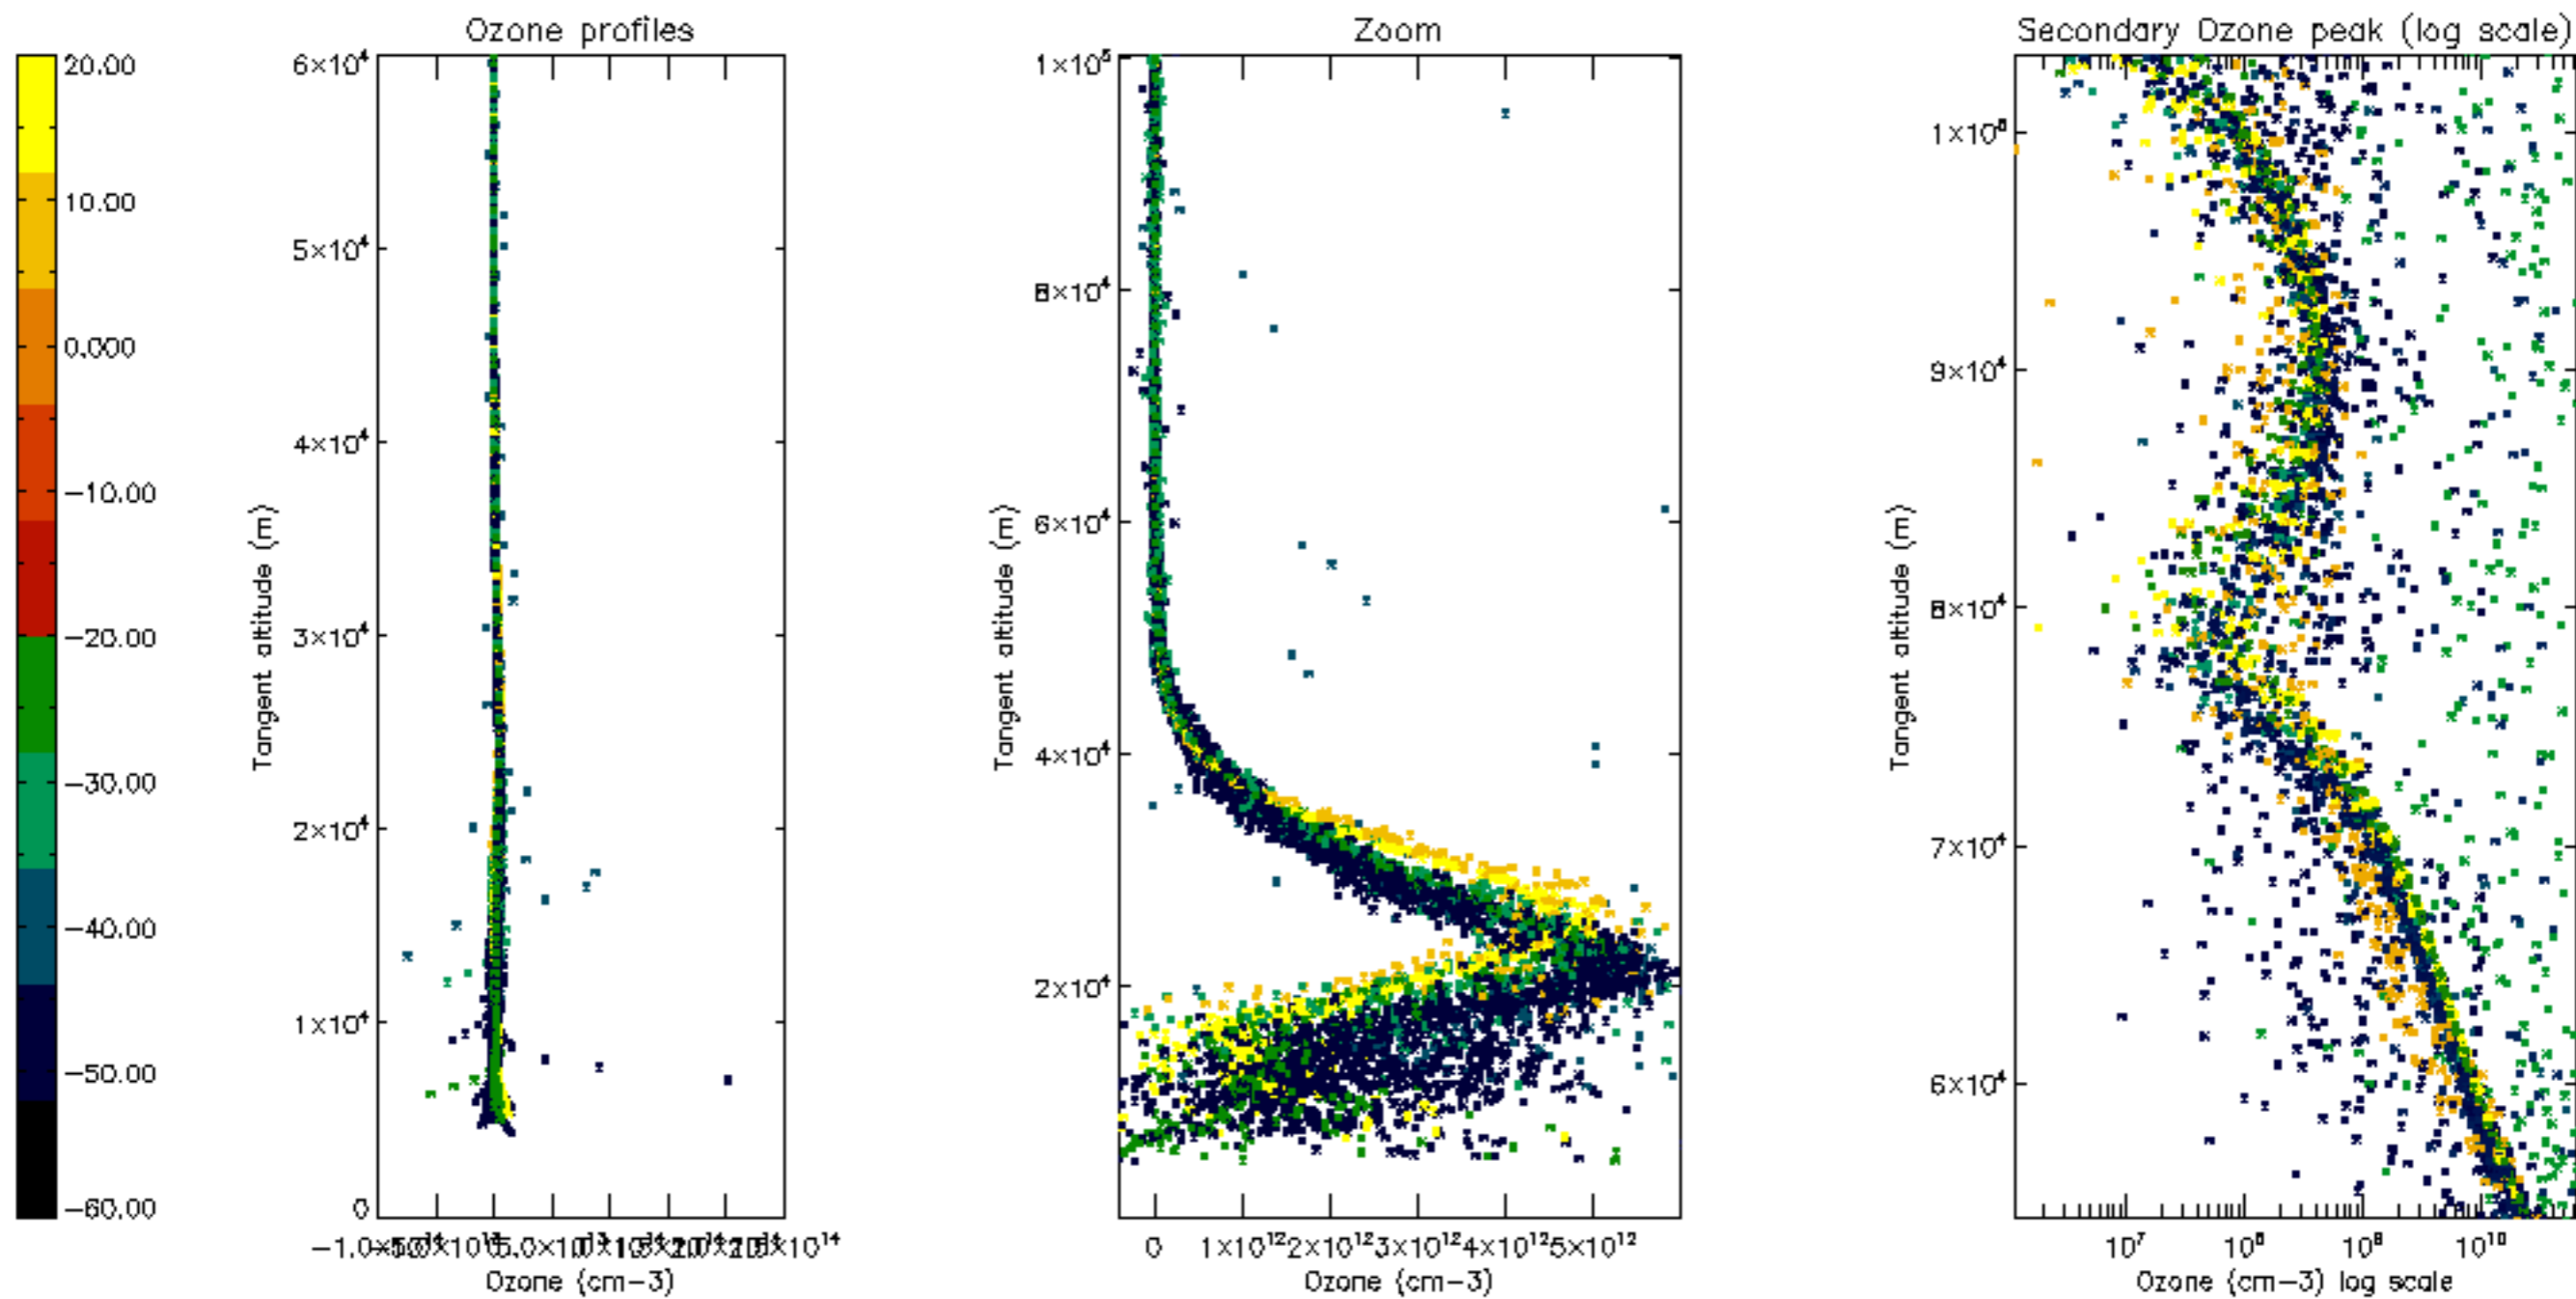 Ozone profiles
Zoom
Secondary Ozone peak (log scale)
20.00
10.00
0.000
−10.00
−20.00
−30.00
−40.00
−50.00
−60.00
Tangent altitude (m)
6×10⁴
5×10⁴
4×10⁴
3×10⁴
2×10⁴
1×10⁴
0
Ozone (cm−3)
Tangent altitude (m)
1×10⁵
8×10⁴
6×10⁴
4×10⁴
2×10⁴
0 1×10¹² 2×10¹² 3×10¹² 4×10¹² 5×10¹²
Ozone (cm−3)
Tangent altitude (m)
9×10⁴
8×10⁴
7×10⁴
6×10⁴
10⁷ 10⁸ 10⁹ 10¹⁰
Ozone (cm−3) log scale